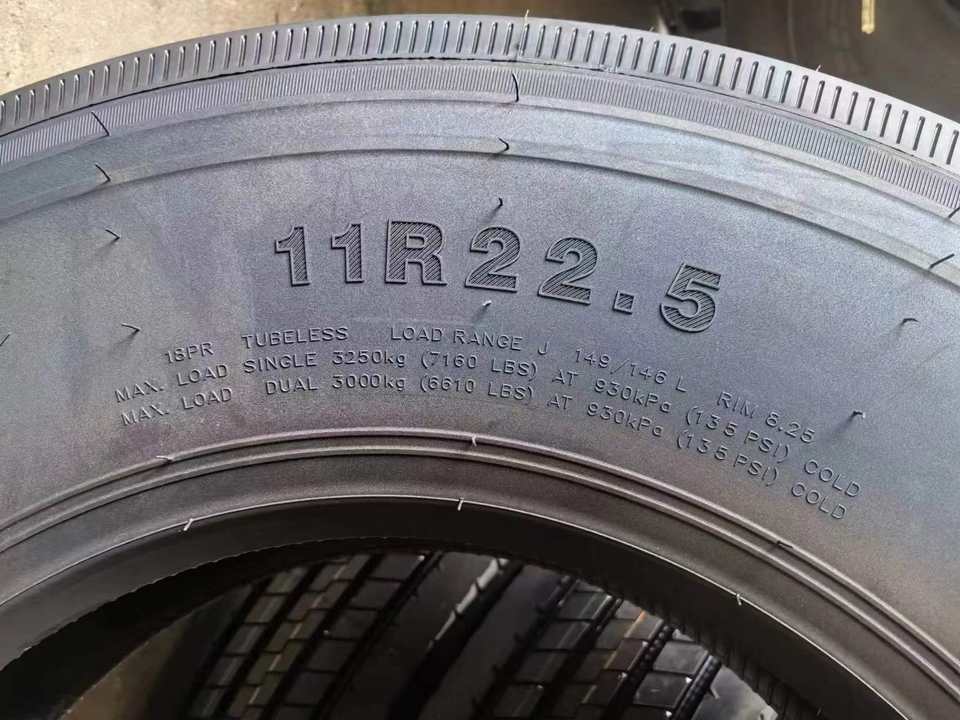 11R22.5
18PR TUBELESS LOAD RANGE J 149/146 L RIM 8.25
MAX. LOAD SINGLE 3250kg (7160 LBS) AT 930kPa (135 PSI) COLD
MAX. LOAD DUAL 3000kg (6610 LBS) AT 930kPa (135 PSI) COLD